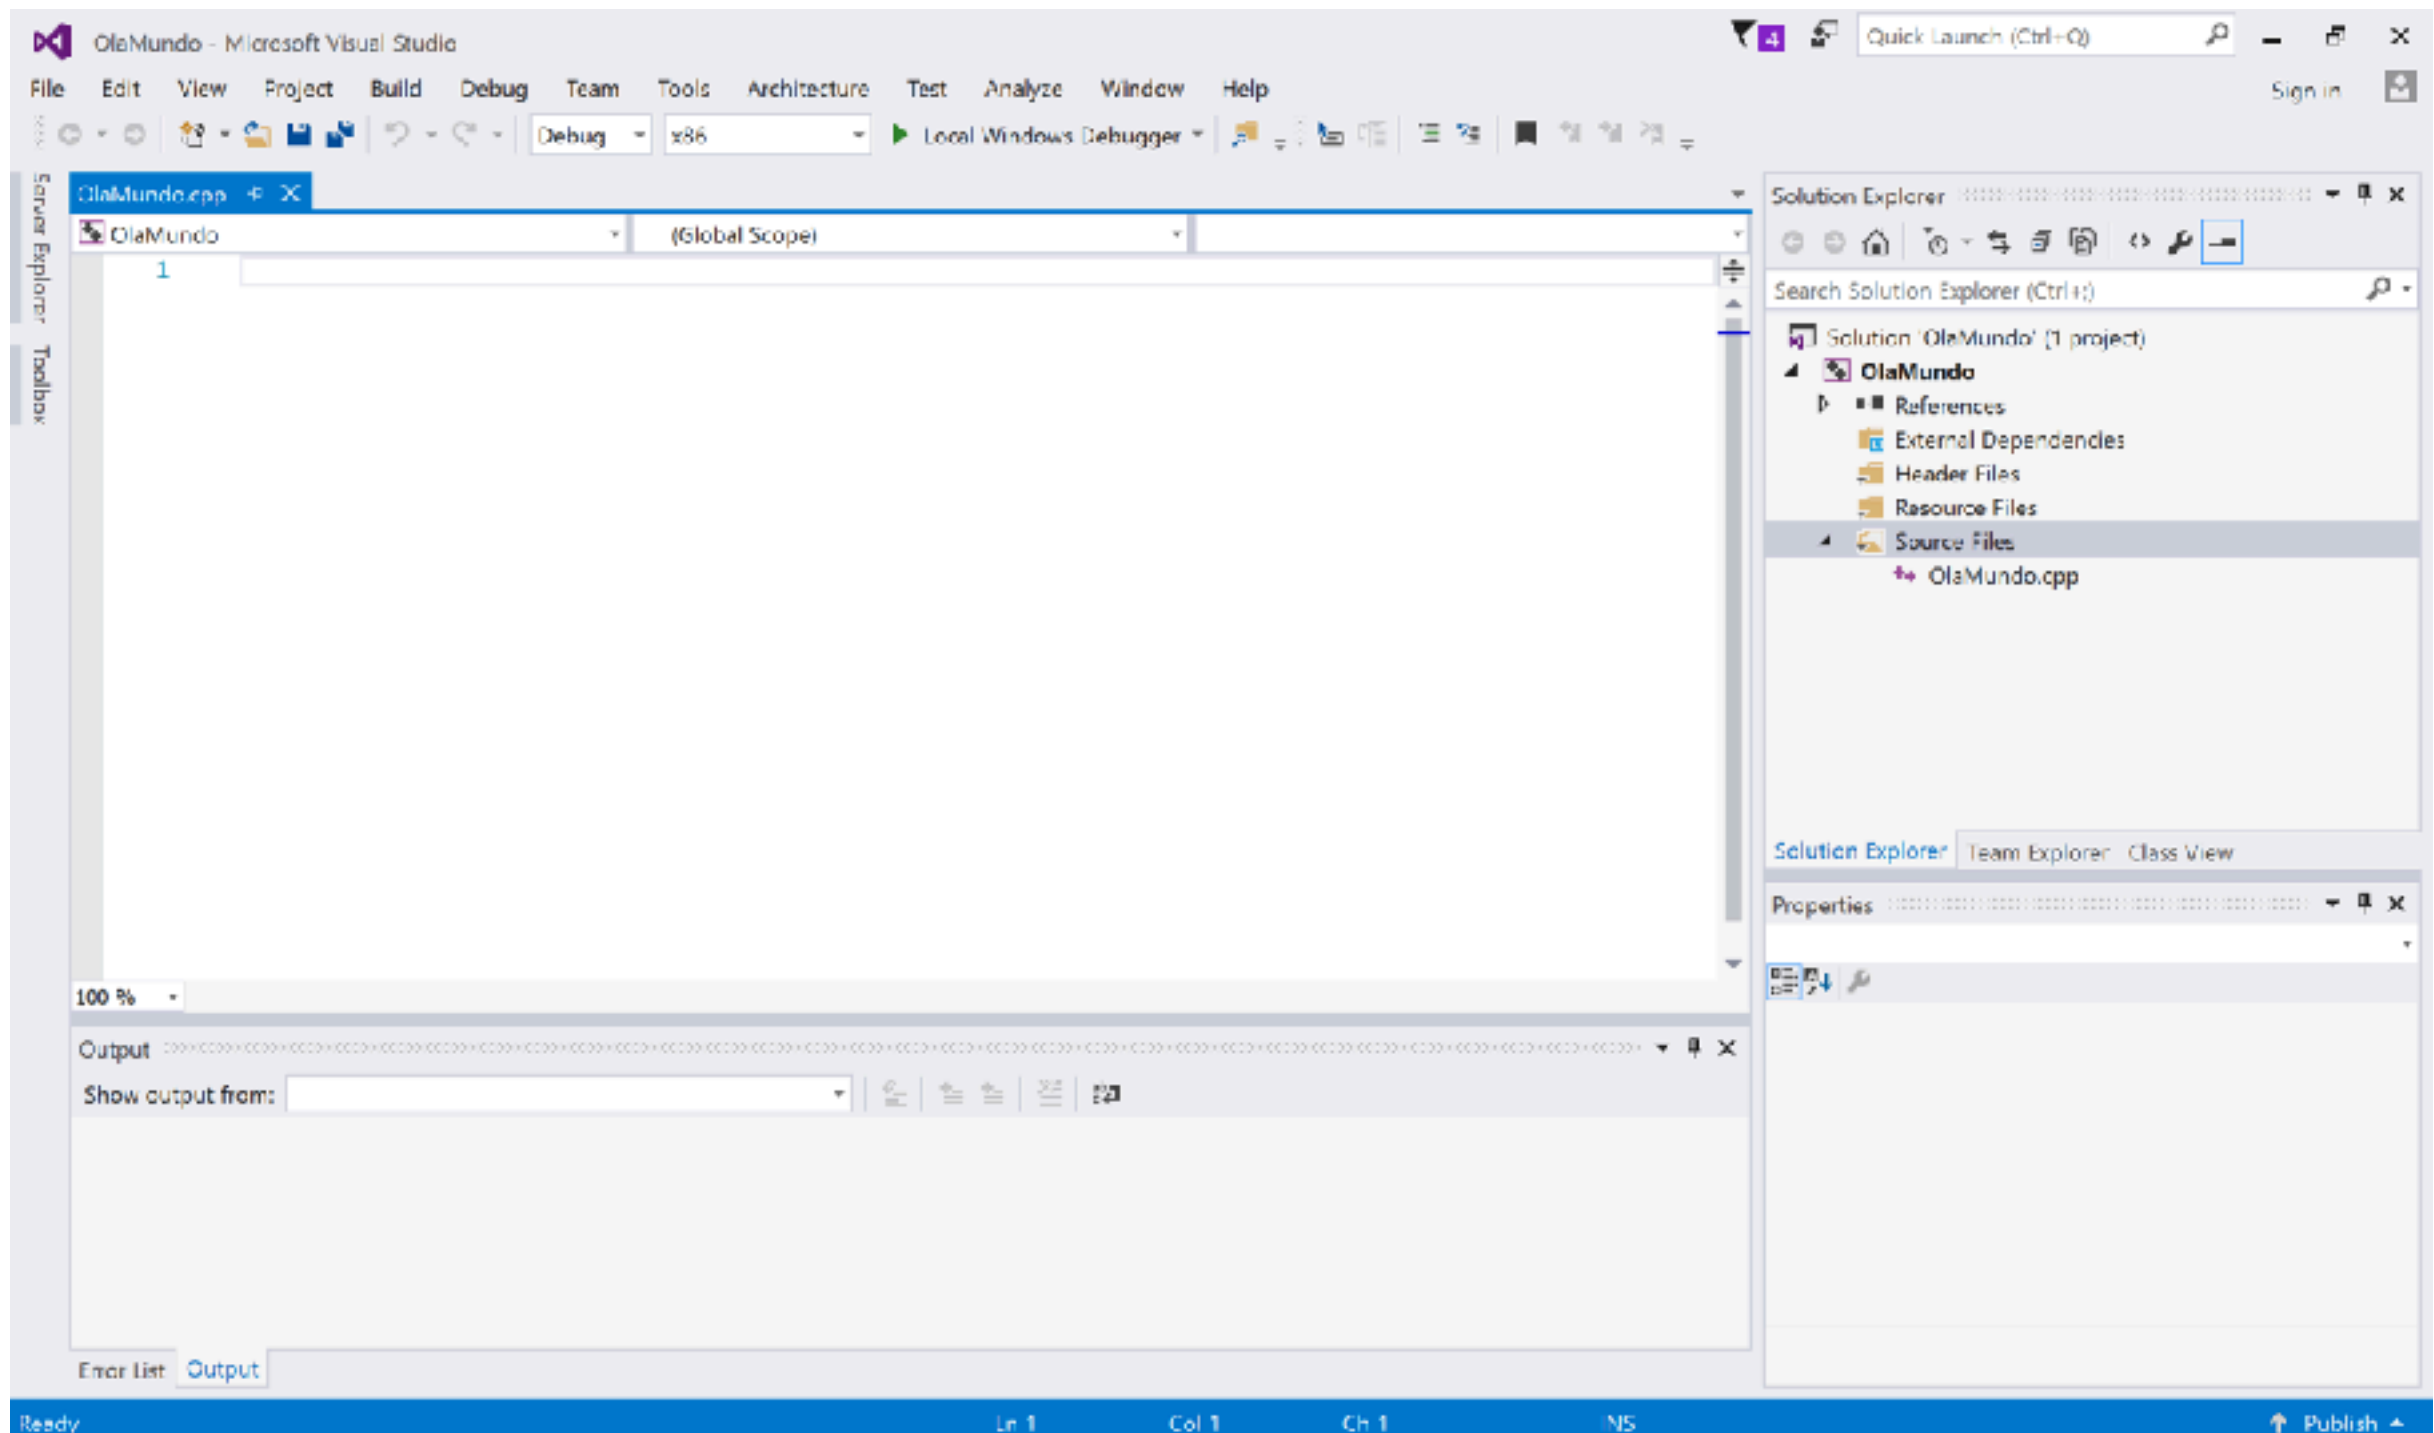 OlaMundo - Microsoft Visual Studio
4
Quick Launch (Ctrl+Q)
File Edit View Project Build Debug Team Tools Architecture Test Analyze Window Help
Sign in
Debug x86 Local Windows Debugger
Server Explorer
Toolbox
OlaMundo.cpp
OlaMundo (Global Scope)
1
100 %
Output
Show output from:
Error List Output
Solution Explorer
Search Solution Explorer (Ctrl+;)
Solution 'OlaMundo' (1 project)
OlaMundo
References
External Dependencies
Header Files
Resource Files
Source Files
OlaMundo.cpp
Solution Explorer Team Explorer Class View
Properties
Ready Ln 1 Col 1 Ch 1 INS Publish